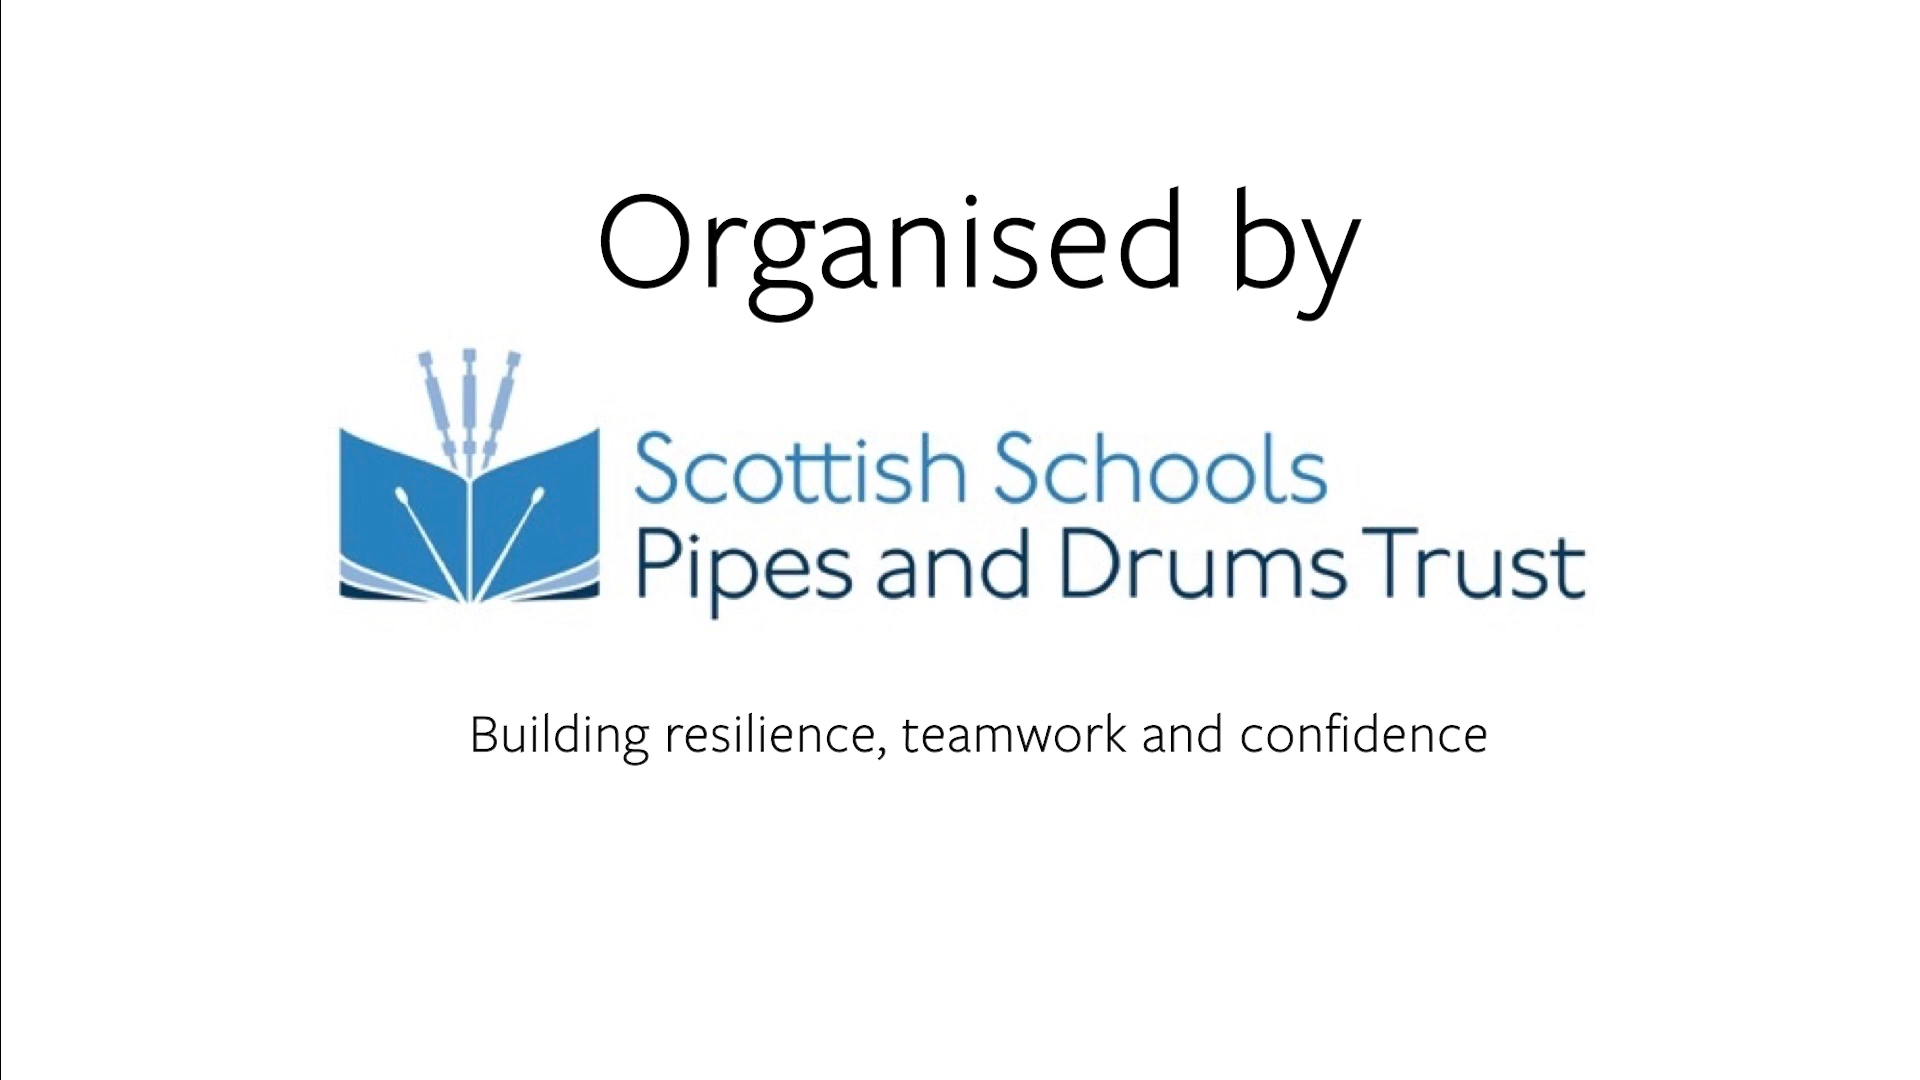 Organised by
Scottish Schools
Pipes and Drums Trust
Building resilience, teamwork and confidence